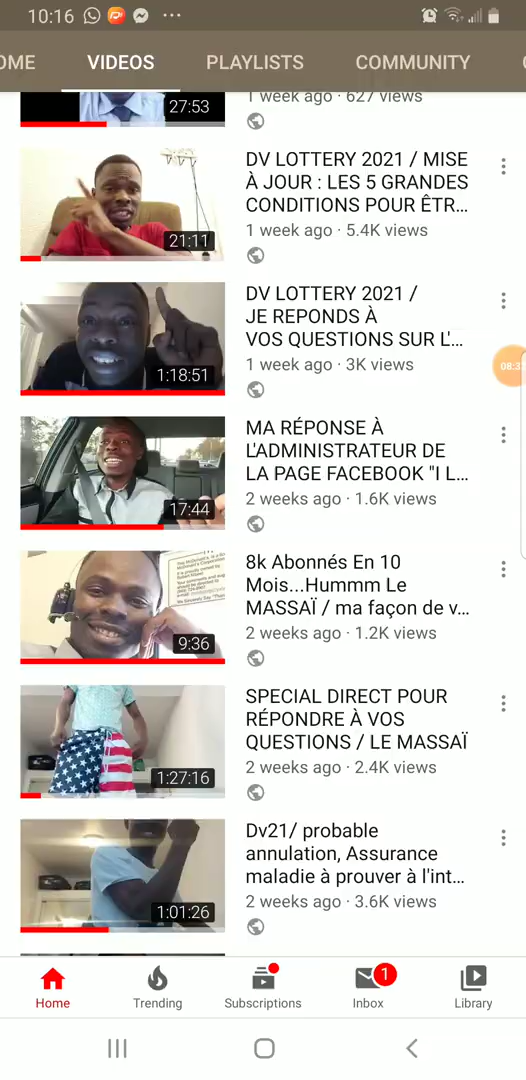 10:16
OME VIDEOS PLAYLISTS COMMUNITY
27:53
1 week ago · 627 views
DV LOTTERY 2021 / MISE
À JOUR : LES 5 GRANDES
CONDITIONS POUR ÊTR...
21:11
1 week ago · 5.4K views
DV LOTTERY 2021 /
JE REPONDS À
VOS QUESTIONS SUR L'...
1:18:51
1 week ago · 3K views
08:3
MA RÉPONSE À
L'ADMINISTRATEUR DE
LA PAGE FACEBOOK "I L...
17:44
2 weeks ago · 1.6K views
8k Abonnés En 10
Mois...Hummm Le
MASSAÏ / ma façon de v...
9:36
2 weeks ago · 1.2K views
SPECIAL DIRECT POUR
RÉPONDRE À VOS
QUESTIONS / LE MASSAÏ
1:27:16
2 weeks ago · 2.4K views
Dv21/ probable
annulation, Assurance
maladie à prouver à l'int...
1:01:26
2 weeks ago · 3.6K views
1
Home Trending Subscriptions Inbox Library